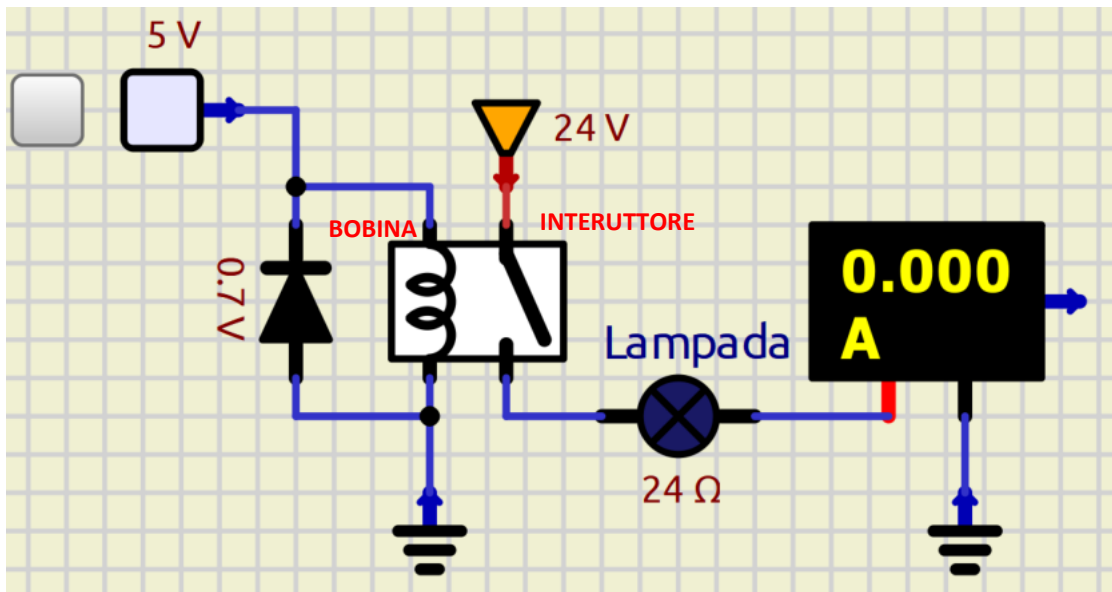 5 V
24 V
BOBINA
INTERUTTORE
0.7 V
0.000
A
Lampada
24 Ω